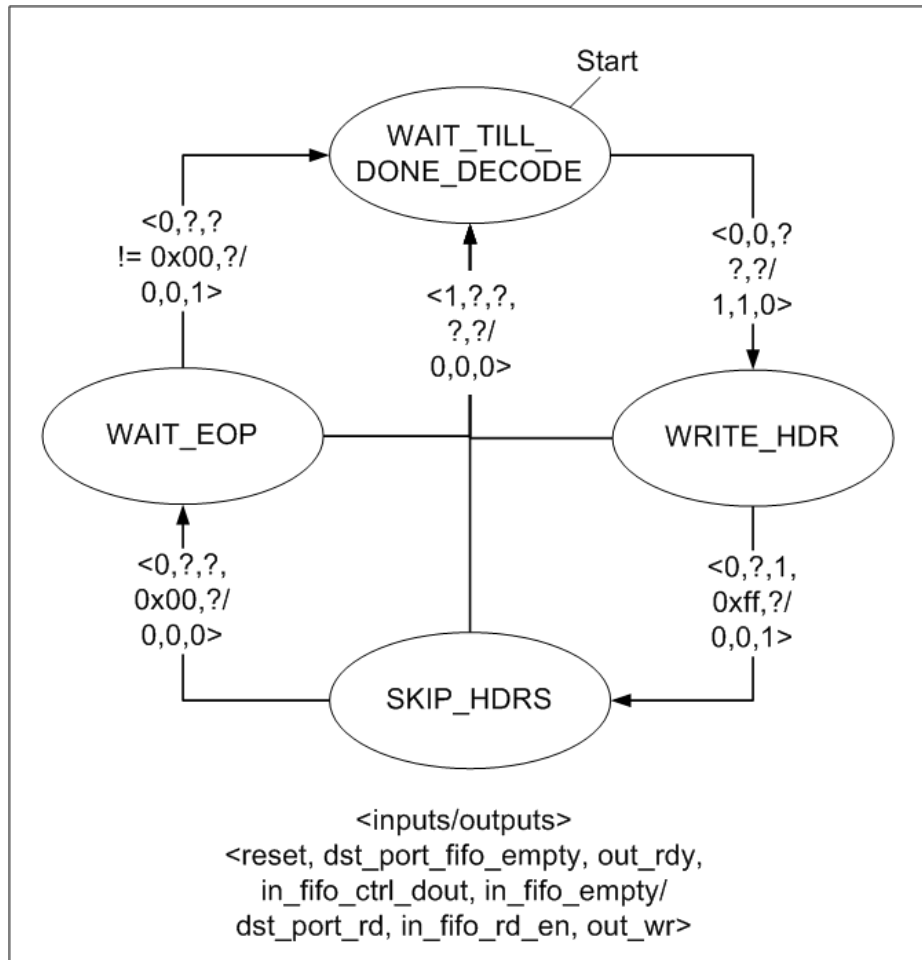 Start
WAIT_TILL_
DONE_DECODE
<0,?,?
!= 0x00,?/
0,0,1>
<1,?,?,
?,?/
0,0,0>
<0,0,?
?,?/
1,1,0>
WAIT_EOP
WRITE_HDR
<0,?,?,
0x00,?/
0,0,0>
<0,?,1,
0xff,?/
0,0,1>
SKIP_HDRS
<inputs/outputs>
<reset, dst_port_fifo_empty, out_rdy,
in_fifo_ctrl_dout, in_fifo_empty/
dst_port_rd, in_fifo_rd_en, out_wr>